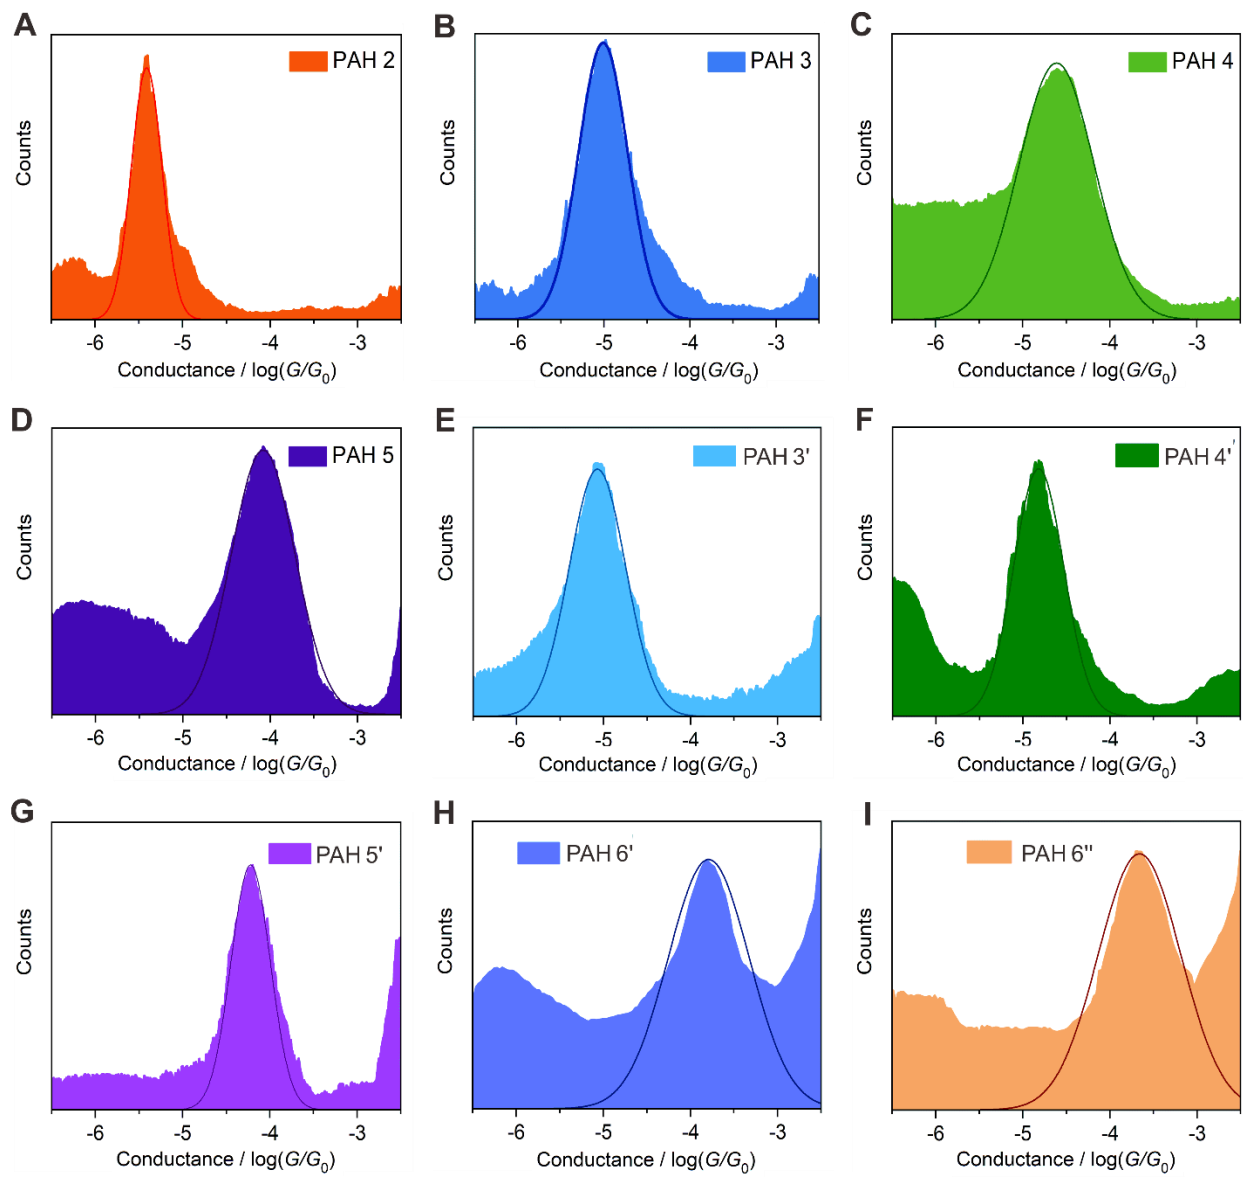 A
PAH 2
Counts
-6 -5 -4 -3
Conductance / log(G/G₀)
B
PAH 3
Counts
-6 -5 -4 -3
Conductance / log(G/G₀)
C
PAH 4
Counts
-6 -5 -4 -3
Conductance / log(G/G₀)
D
PAH 5
Counts
-6 -5 -4 -3
Conductance / log(G/G₀)
E
PAH 3'
Counts
-6 -5 -4 -3
Conductance / log(G/G₀)
F
PAH 4'
Counts
-6 -5 -4 -3
Conductance / log(G/G₀)
G
PAH 5'
Counts
-6 -5 -4 -3
Conductance / log(G/G₀)
H
PAH 6'
Counts
-6 -5 -4 -3
Conductance / log(G/G₀)
I
PAH 6"
Counts
-6 -5 -4 -3
Conductance / log(G/G₀)